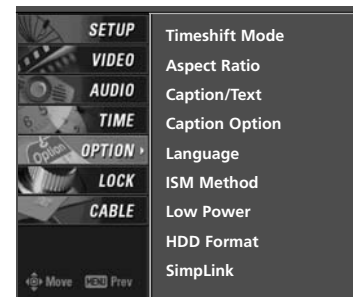 SETUP
VIDEO
AUDIO
TIME
Option OPTION
LOCK
CABLE
Move MENU Prev
Timeshift Mode
Aspect Ratio
Caption/Text
Caption Option
Language
ISM Method
Low Power
HDD Format
SimpLink